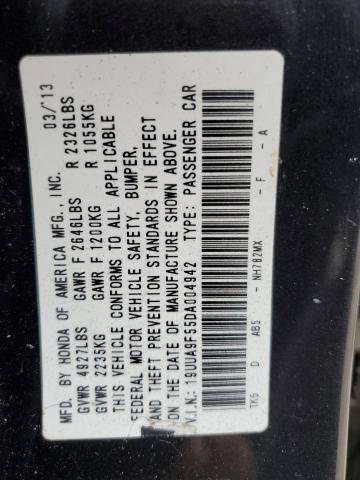 MFD. BY HONDA OF AMERICA MFG., INC. 03/'13
GVWR 4927LBS GAWR F 2646LBS R 2326LBS
GVWR 2235KG GAWR F 1200KG R 1055KG
THIS VEHICLE CONFORMS TO ALL APPLICABLE
FEDERAL MOTOR VEHICLE SAFETY, BUMPER,
AND THEFT PREVENTION STANDARDS IN EFFECT
ON THE DATE OF MANUFACTURE SHOWN ABOVE.
V.I.N.: 19UUA9F55DA004942 TYPE: PASSENGER CAR
TK5 D AB5 - NH782MX - F - A